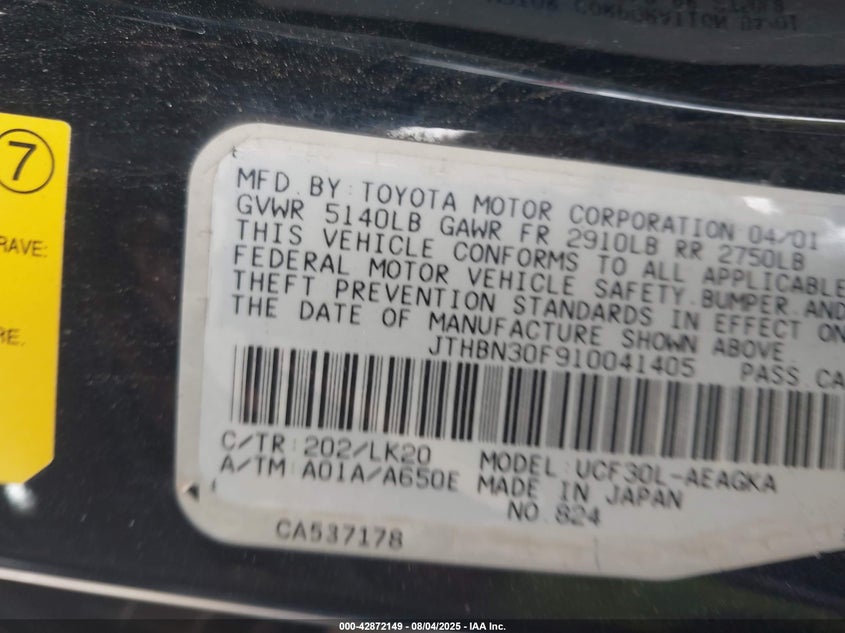 7
RAVE:
RE.
MFD. BY: TOYOTA MOTOR CORPORATION 04/01
GVWR 5140LB GAWR FR 2910LB RR 2750LB
THIS VEHICLE CONFORMS TO ALL APPLICABLE
FEDERAL MOTOR VEHICLE SAFETY. BUMPER. AND
THEFT PREVENTION STANDARDS IN EFFECT ON
THE DATE OF MANUFACTURE SHOWN ABOVE.
JTHBN30F910041405 PASS. CA
C/TR: 202/LK20 MODEL: UCF30L-AEAGKA
A/TM: A01A/A650E MADE IN JAPAN
NO. 824
CA537178
000-42872149 - 08/04/2025 - IAA Inc.